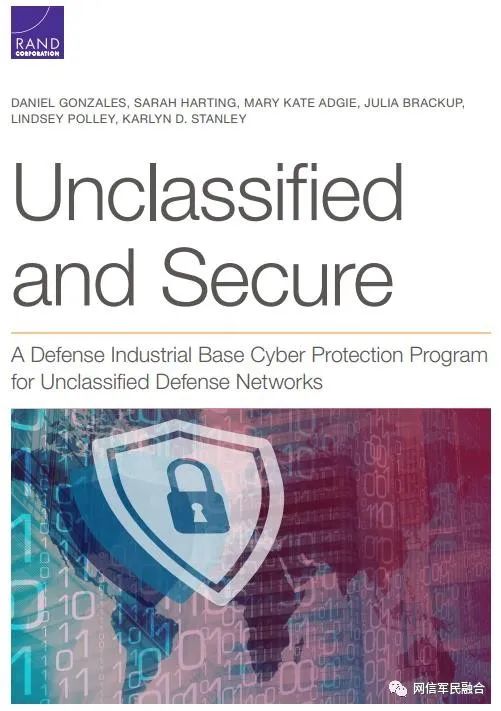 RAND
CORPORATION
DANIEL GONZALES, SARAH HARTING, MARY KATE ADGIE, JULIA BRACKUP,
LINDSEY POLLEY, KARLYN D. STANLEY
Unclassified
and Secure
A Defense Industrial Base Cyber Protection Program
for Unclassified Defense Networks
网信军民融合